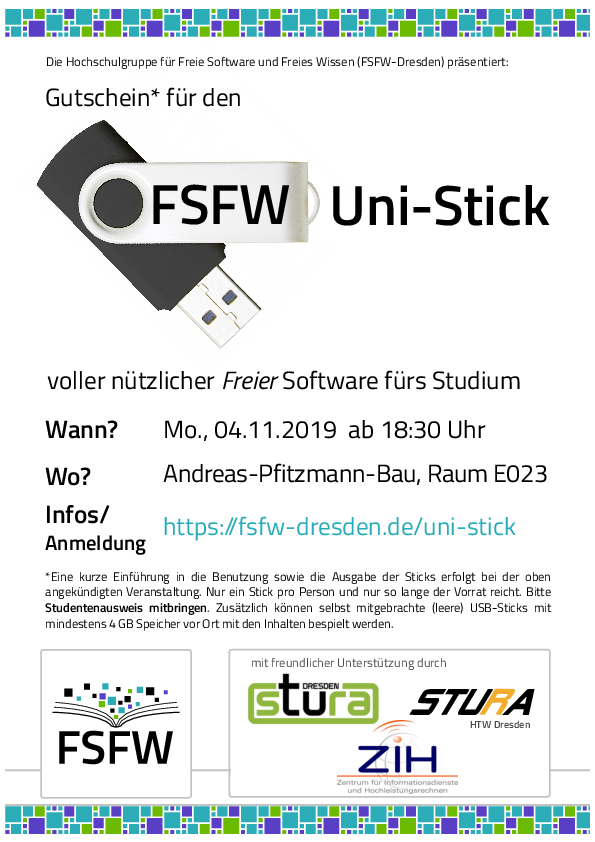 Die Hochschulgruppe für Freie Software und Freies Wissen (FSFW-Dresden) präsentiert:
Gutschein* für den
FSFW Uni-Stick
voller nützlicher Freier Software fürs Studium
Wann? Mo., 04.11.2019 ab 18:30 Uhr
Wo? Andreas-Pfitzmann-Bau, Raum E023
Infos/
Anmeldung https://fsfw-dresden.de/uni-stick
*Eine kurze Einführung in die Benutzung sowie die Ausgabe der Sticks erfolgt bei der oben
angekündigten Veranstaltung. Nur ein Stick pro Person und nur so lange der Vorrat reicht. Bitte
Studentenausweis mitbringen. Zusätzlich können selbst mitgebrachte (leere) USB-Sticks mit
mindestens 4 GB Speicher vor Ort mit den Inhalten bespielt werden.
FSFW
mit freundlicher Unterstützung durch
DRESDEN
stura
STURA
HTW Dresden
ZIH
Zentrum für Informationsdienste
und Hochleistungsrechnen